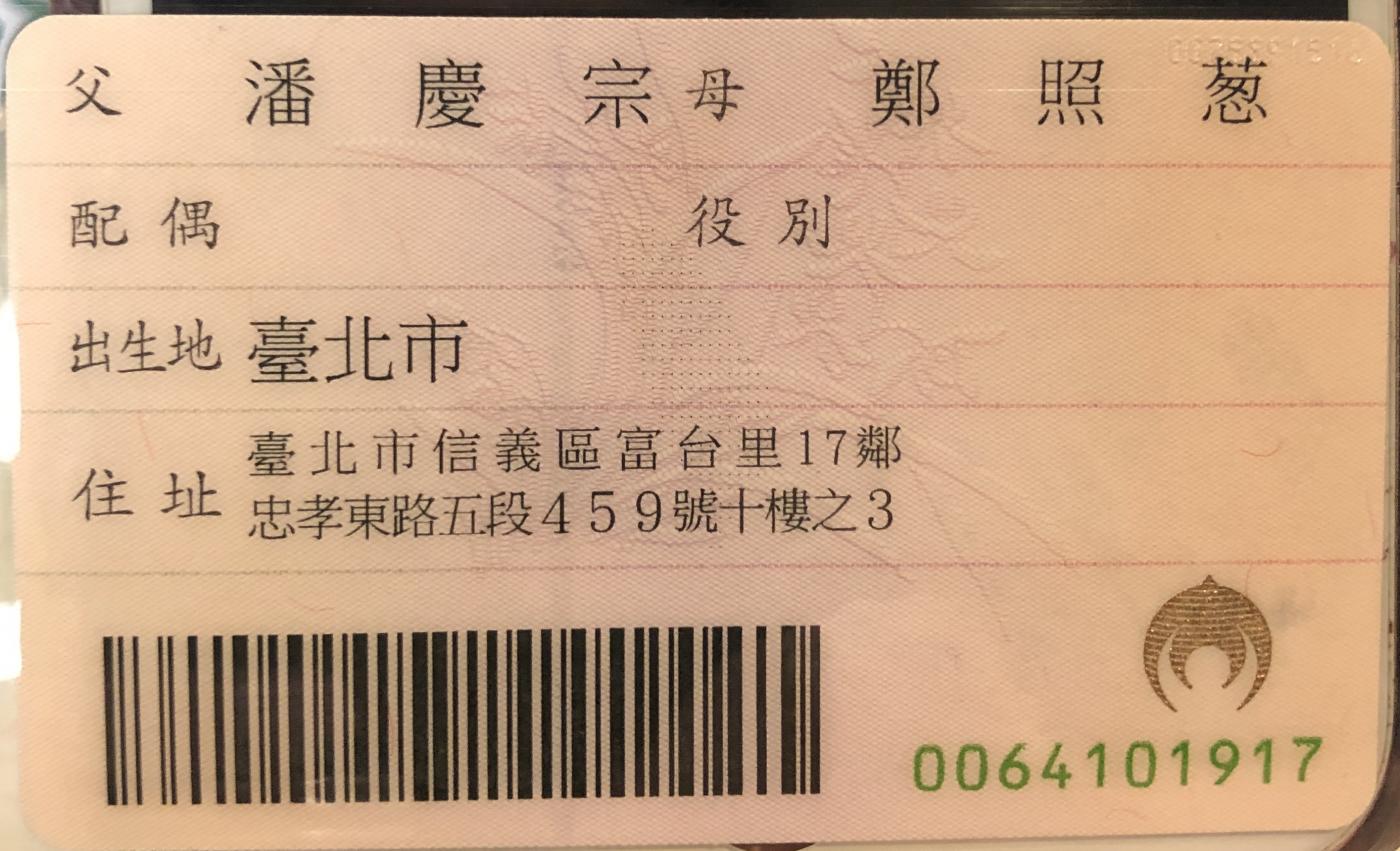 父 潘慶宗 母 鄭照葱
配偶 役別
出生地 臺北市
住址 臺北市信義區富台里17鄰
忠孝東路五段459號十樓之3
0064101917